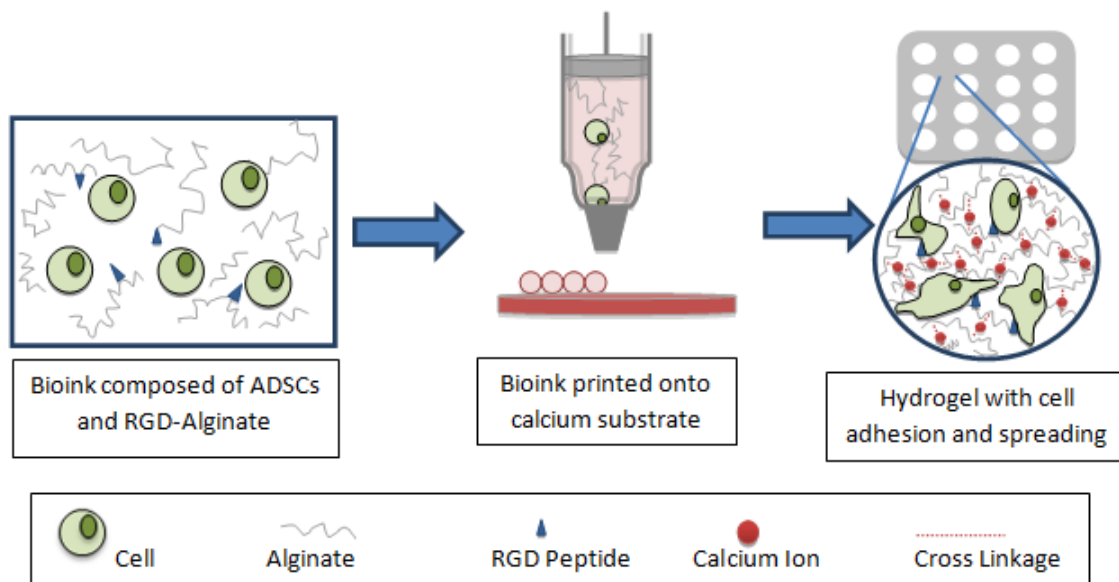 Bioink composed of ADSCs
and RGD-Alginate
Bioink printed onto
calcium substrate
Hydrogel with cell
adhesion and spreading
Cell
Alginate
RGD Peptide
Calcium Ion
Cross Linkage